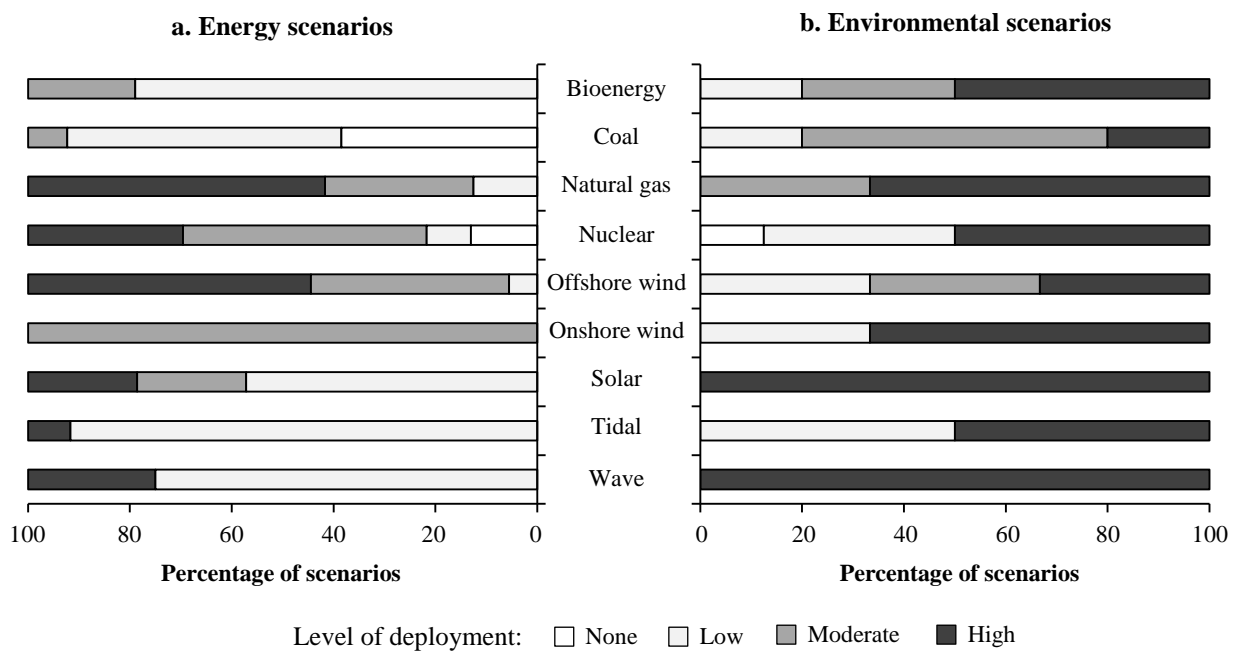 a. Energy scenarios
b. Environmental scenarios
Bioenergy
Coal
Natural gas
Nuclear
Offshore wind
Onshore wind
Solar
Tidal
Wave
100 80 60 40 20 0
0 20 40 60 80 100
Percentage of scenarios
Percentage of scenarios
Level of deployment: None Low Moderate High